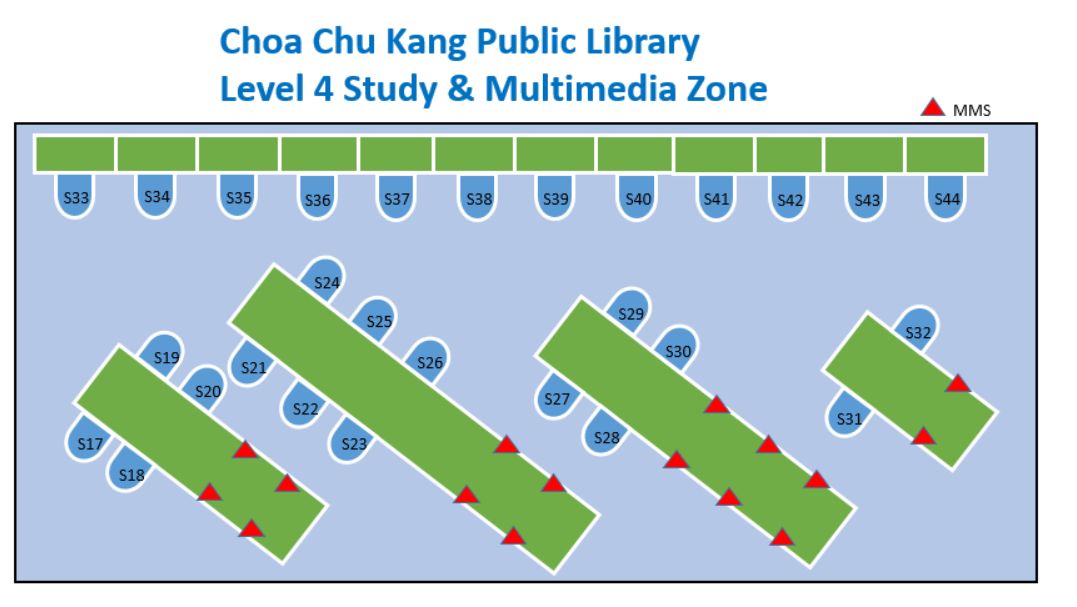 Choa Chu Kang Public Library
Level 4 Study & Multimedia Zone
MMS
S33 S34 S35 S36 S37 S38 S39 S40 S41 S42 S43 S44
S24
S25
S26
S29
S30
S32
S19
S20
S21
S22
S23
S27
S28
S31
S17
S18